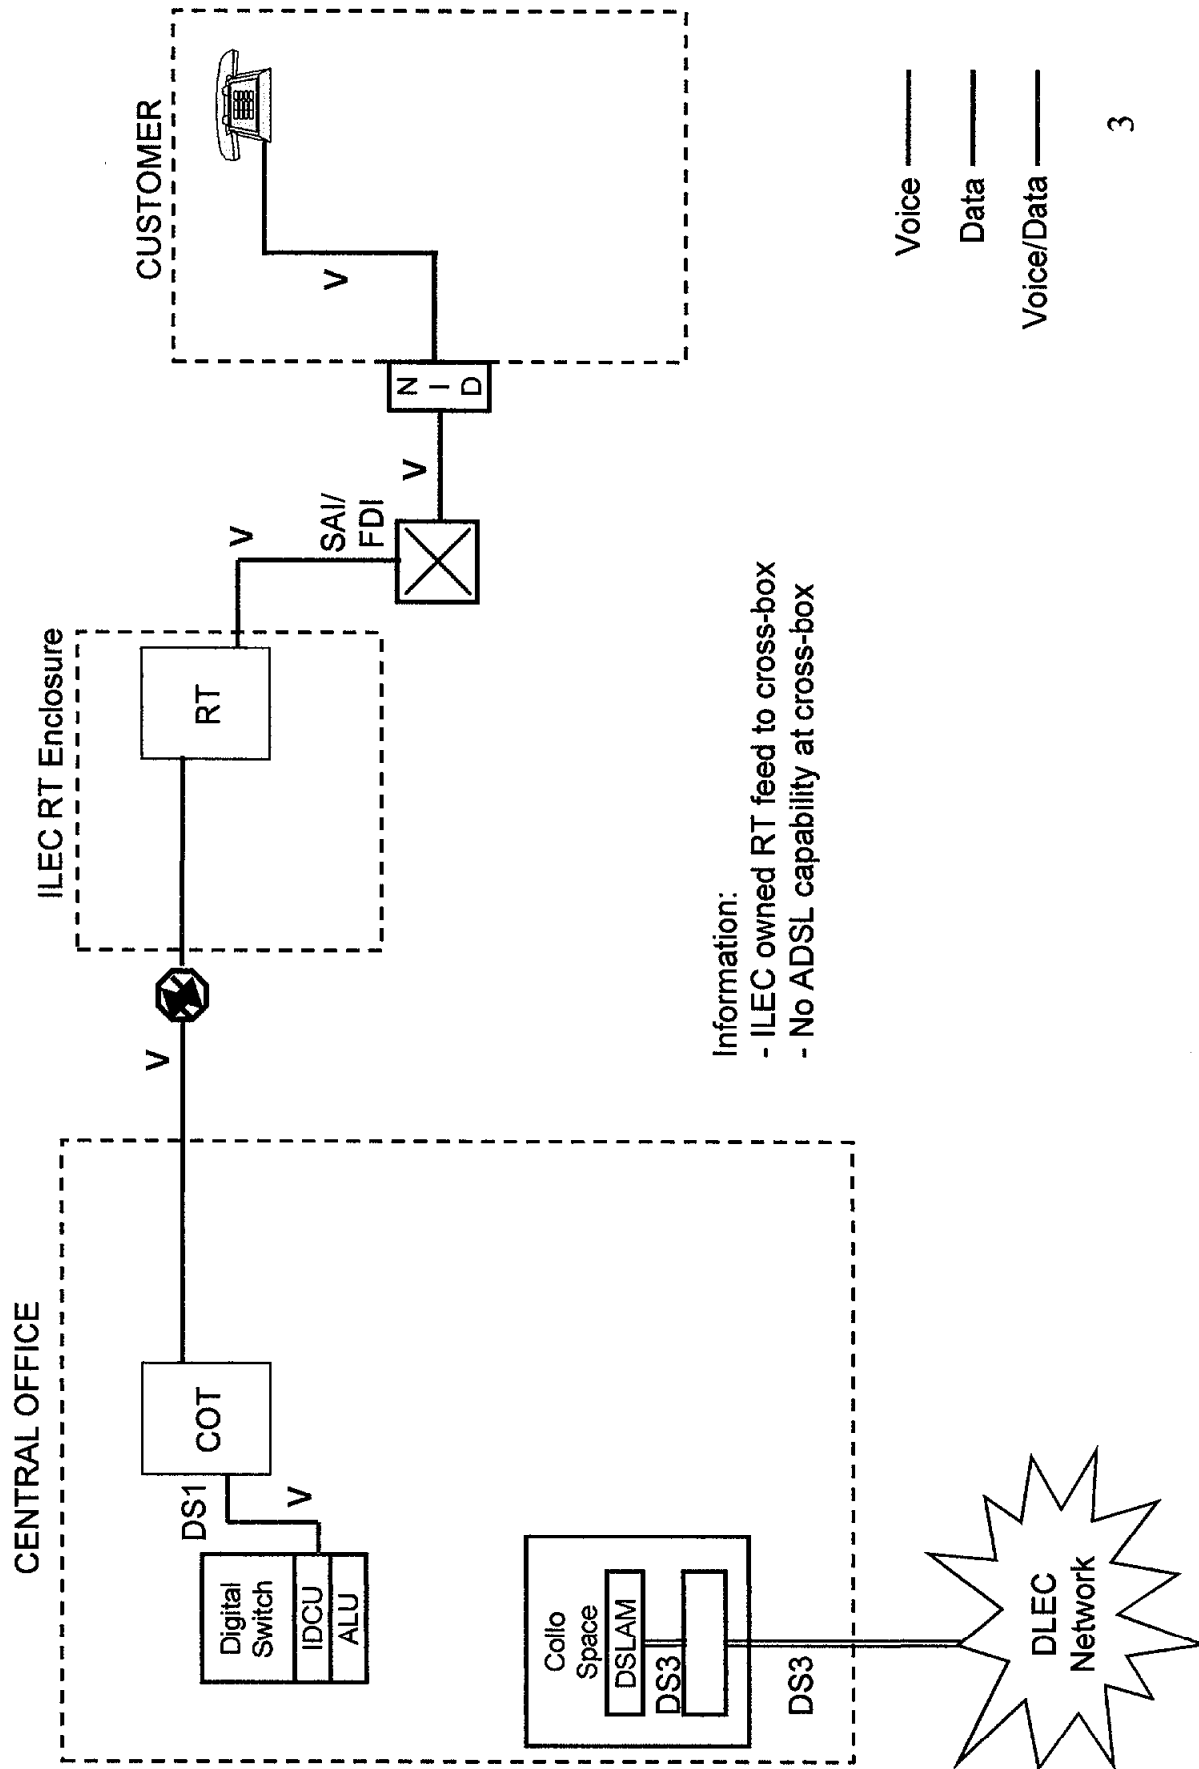 CENTRAL OFFICE
Digital
Switch
IDCU
ALU
DS1
V
COT
V
ILEC RT Enclosure
RT
V
SAI/
FDI
V
N
I
D
CUSTOMER
V
Collo
Space
DSLAM
DS3
DS3
DLEC
Network
Information:
- ILEC owned RT feed to cross-box
- No ADSL capability at cross-box
Voice
Data
Voice/Data
3